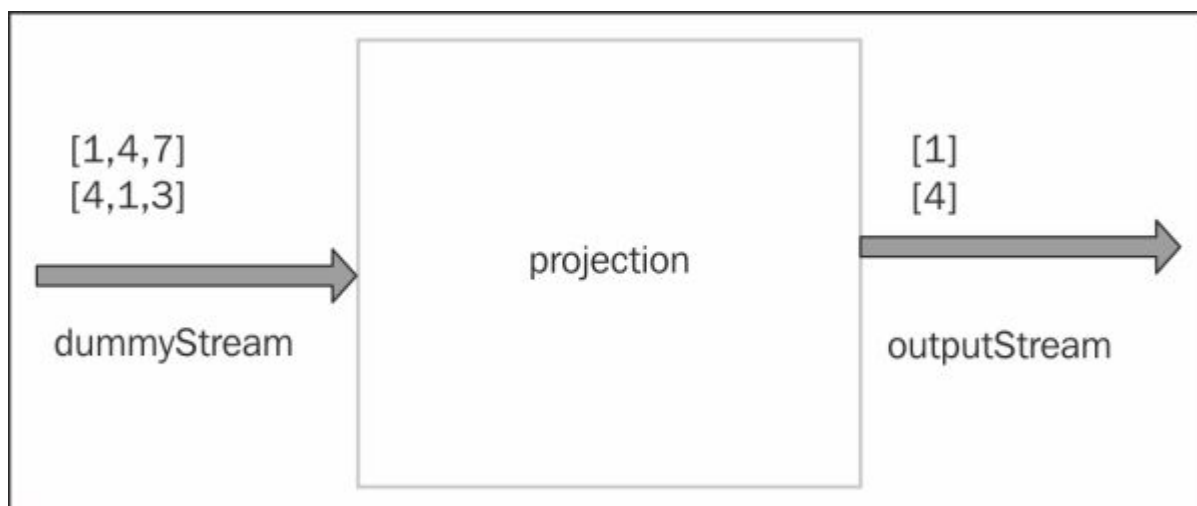 [1,4,7]
[4,1,3]
dummyStream
projection
[1]
[4]
outputStream